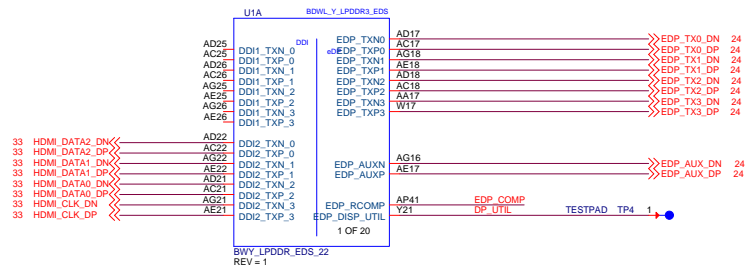 U1A BDWL_Y_LPDDR3_EDS
DDI eDP
AD25 DDI1_TXN_0
AC25 DDI1_TXP_0
AD26 DDI1_TXN_1
AC26 DDI1_TXP_1
AG25 DDI1_TXN_2
AE25 DDI1_TXP_2
AG26 DDI1_TXN_3
AE26 DDI1_TXP_3
EDP_TXN0 AD17 EDP_TX0_DN 24
EDP_TXP0 AC17 EDP_TX0_DP 24
EDP_TXN1 AG18 EDP_TX1_DN 24
EDP_TXP1 AE18 EDP_TX1_DP 24
EDP_TXN2 AD18 EDP_TX2_DN 24
EDP_TXP2 AC18 EDP_TX2_DP 24
EDP_TXN3 AA17 EDP_TX3_DN 24
EDP_TXP3 W17 EDP_TX3_DP 24
33 HDMI_DATA2_DN AD22 DDI2_TXN_0
33 HDMI_DATA2_DP AC22 DDI2_TXP_0
33 HDMI_DATA1_DN AG22 DDI2_TXN_1
33 HDMI_DATA1_DP AE22 DDI2_TXP_1
33 HDMI_DATA0_DN AD21 DDI2_TXN_2
33 HDMI_DATA0_DP AC21 DDI2_TXP_2
33 HDMI_CLK_DN AG21 DDI2_TXN_3
33 HDMI_CLK_DP AE21 DDI2_TXP_3
EDP_AUXN AG16 EDP_AUX_DN 24
EDP_AUXP AE17 EDP_AUX_DP 24
EDP_RCOMP AP41 EDP_COMP
EDP_DISP_UTIL Y21 DP_UTIL TESTPAD TP4 1
1 OF 20
BWY_LPDDR_EDS_22
REV = 1